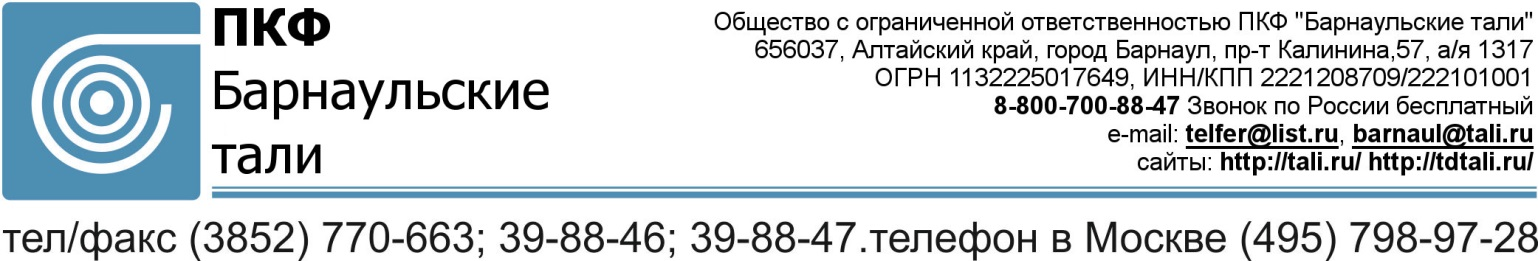 ПКФ
Барнаульские
тали
Общество с ограниченной ответственностью ПКФ "Барнаульские тали"
656037, Алтайский край, город Барнаул, пр-т Калинина,57, а/я 1317
ОГРН 1132225017649, ИНН/КПП 2221208709/222101001
8-800-700-88-47 Звонок по России бесплатный
e-mail: telfer@list.ru, barnaul@tali.ru
сайты: http://tali.ru/ http://tdtali.ru/
тел/факс (3852) 770-663; 39-88-46; 39-88-47.телефон в Москве (495) 798-97-28